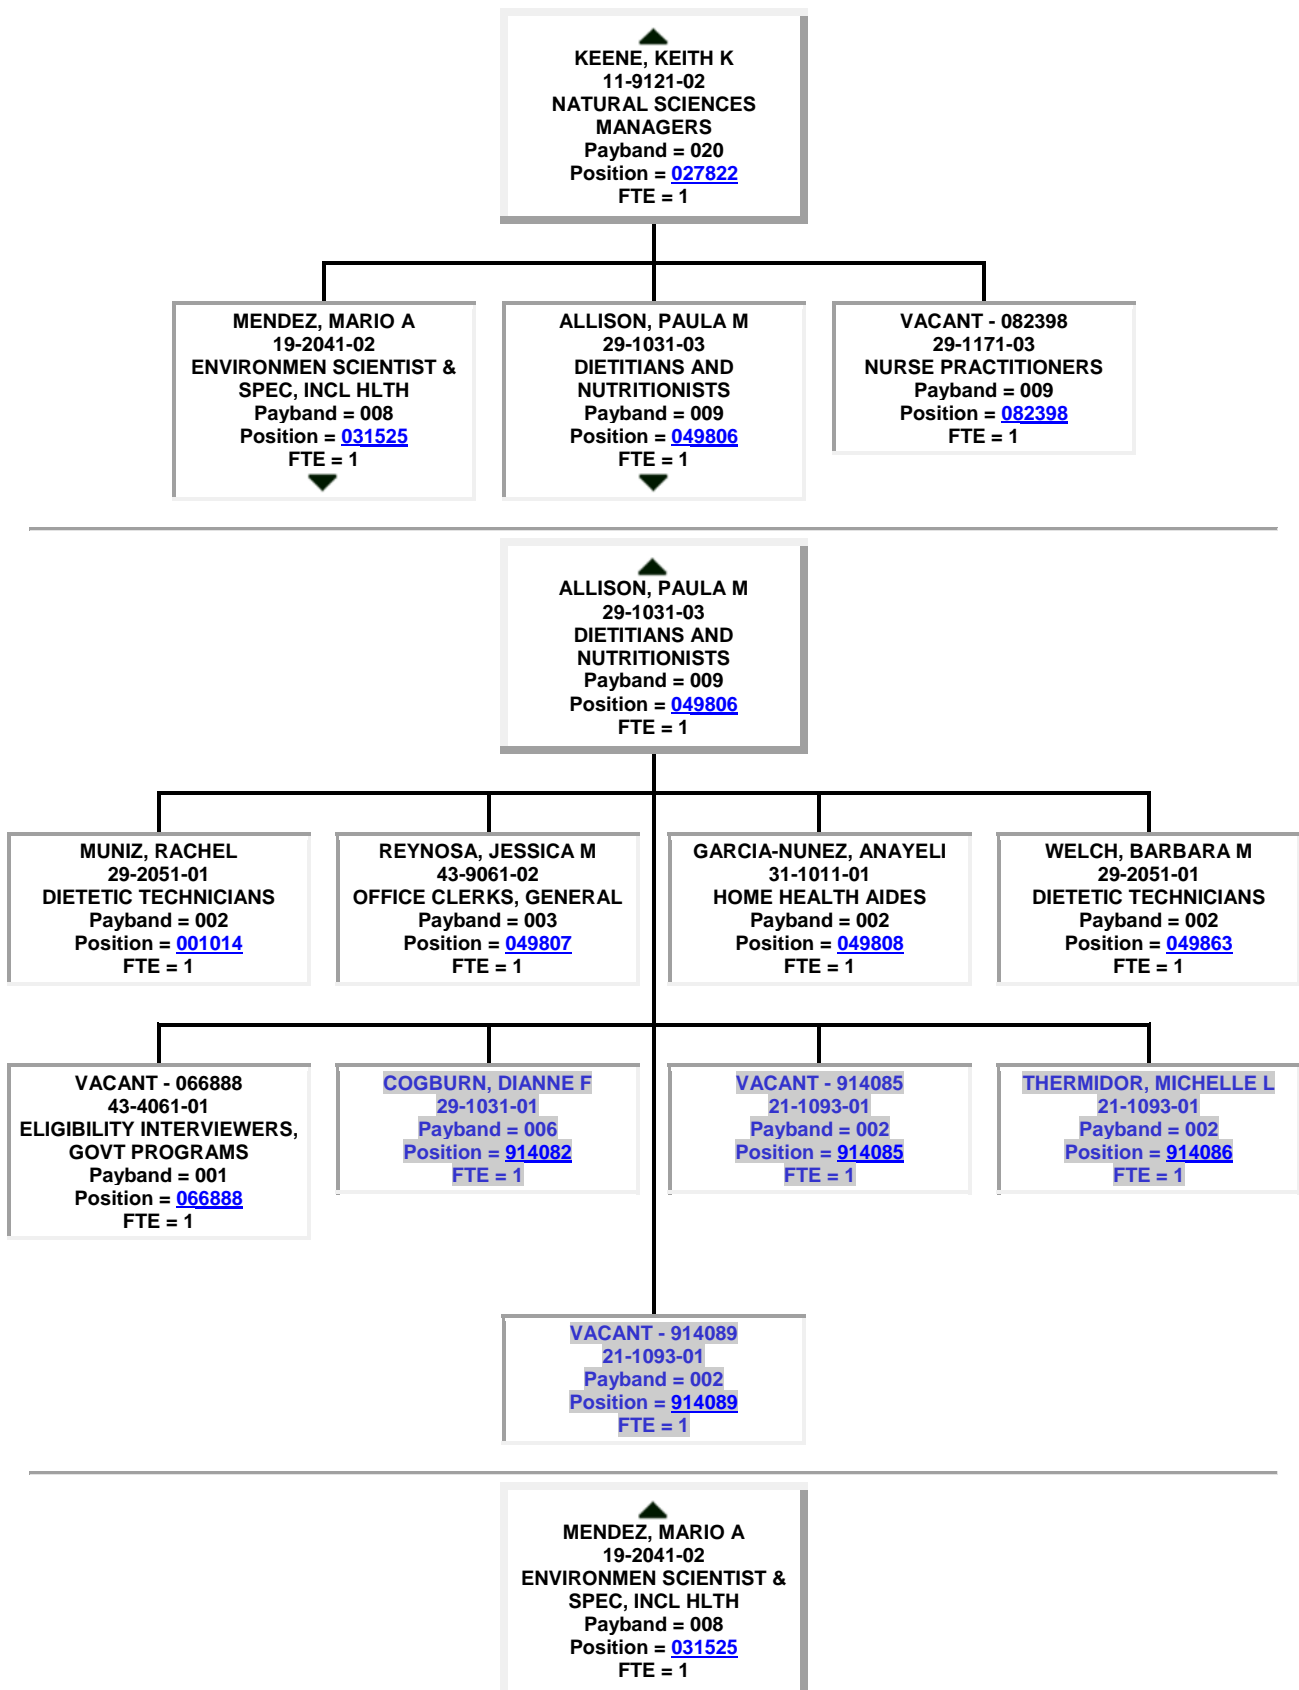 KEENE, KEITH K
11-9121-02
NATURAL SCIENCES
MANAGERS
Payband = 020
Position = 027822
FTE = 1
MENDEZ, MARIO A
19-2041-02
ENVIRONMEN SCIENTIST &
SPEC, INCL HLTH
Payband = 008
Position = 031525
FTE = 1
ALLISON, PAULA M
29-1031-03
DIETITIANS AND
NUTRITIONISTS
Payband = 009
Position = 049806
FTE = 1
VACANT - 082398
29-1171-03
NURSE PRACTITIONERS
Payband = 009
Position = 082398
FTE = 1
ALLISON, PAULA M
29-1031-03
DIETITIANS AND
NUTRITIONISTS
Payband = 009
Position = 049806
FTE = 1
MUNIZ, RACHEL
29-2051-01
DIETETIC TECHNICIANS
Payband = 002
Position = 001014
FTE = 1
REYNOSA, JESSICA M
43-9061-02
OFFICE CLERKS, GENERAL
Payband = 003
Position = 049807
FTE = 1
GARCIA-NUNEZ, ANAYELI
31-1011-01
HOME HEALTH AIDES
Payband = 002
Position = 049808
FTE = 1
WELCH, BARBARA M
29-2051-01
DIETETIC TECHNICIANS
Payband = 002
Position = 049863
FTE = 1
VACANT - 066888
43-4061-01
ELIGIBILITY INTERVIEWERS,
GOVT PROGRAMS
Payband = 001
Position = 066888
FTE = 1
COGBURN, DIANNE F
29-1031-01
Payband = 006
Position = 914082
FTE = 1
VACANT - 914085
21-1093-01
Payband = 002
Position = 914085
FTE = 1
THERMIDOR, MICHELLE L
21-1093-01
Payband = 002
Position = 914086
FTE = 1
VACANT - 914089
21-1093-01
Payband = 002
Position = 914089
FTE = 1
MENDEZ, MARIO A
19-2041-02
ENVIRONMEN SCIENTIST &
SPEC, INCL HLTH
Payband = 008
Position = 031525
FTE = 1